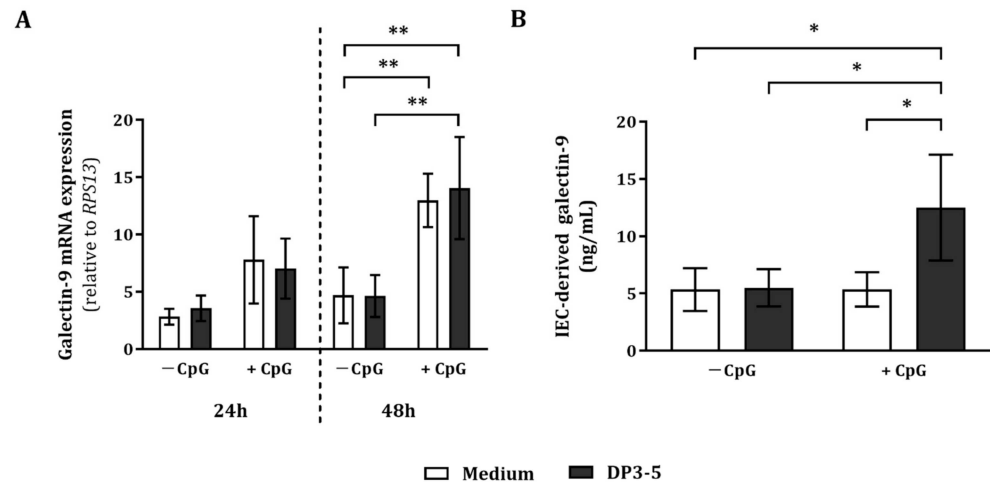 A
Galectin-9 mRNA expression
(relative to RPS13)
20
15
10
5
0
**
**
**
—CpG
+ CpG
—CpG
+ CpG
24h
48h
B
IEC-derived galectin-9
(ng/mL)
20
15
10
5
0
*
*
*
—CpG
+ CpG
Medium
DP3-5